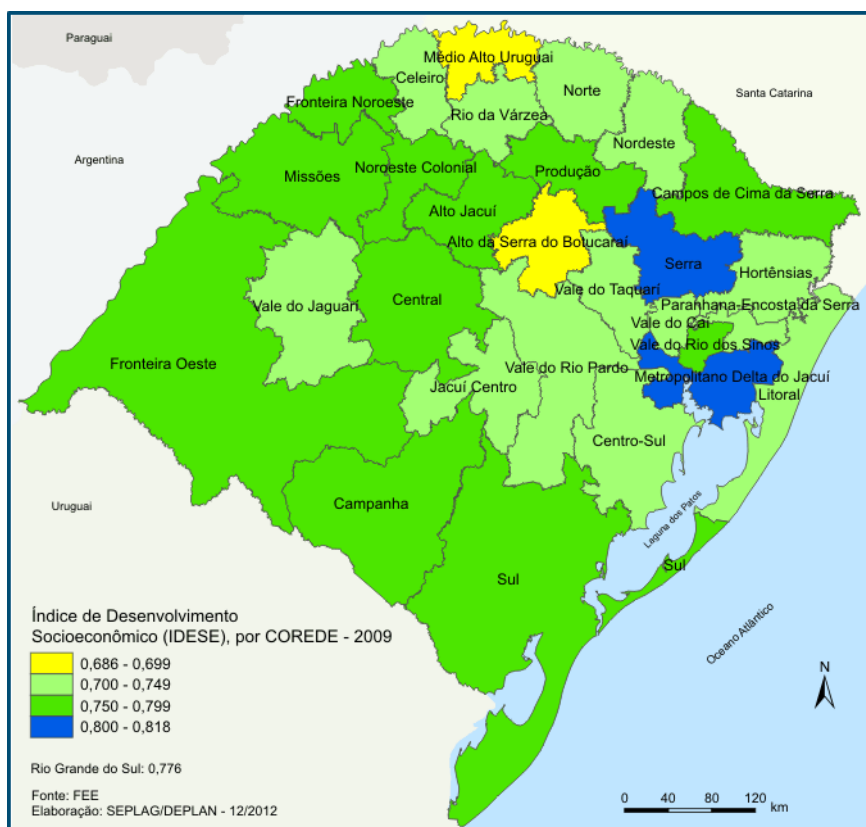 Paraguai
Médio Alto Uruguai
Celeiro
Norte
Santa Catarina
Fronteira Noroeste
Rio da Várzea
Nordeste
Argentina
Noroeste Colonial
Produção
Missões
Campos de Cima da Serra
Alto Jacuí
Alto da Serra do Botucaraí
Serra
Hortênsias
Vale do Taquari
Central
Vale do Jaguari
Paranhana-Encosta da Serra
Vale do Caí
Vale do Rio dos Sinos
Fronteira Oeste
Vale do Rio Pardo
Metropolitano Delta do Jacuí
Jacuí Centro
Litoral
Centro-Sul
Campanha
Uruguai
Laguna dos Patos
Sul
Sul
Oceano Atlântico
Índice de Desenvolvimento
Socioeconômico (IDESE), por COREDE - 2009
0,686 - 0,699
0,700 - 0,749
0,750 - 0,799
0,800 - 0,818
N
Rio Grande do Sul: 0,776
Fonte: FEE
Elaboração: SEPLAG/DEPLAN - 12/2012
0 40 80 120
km